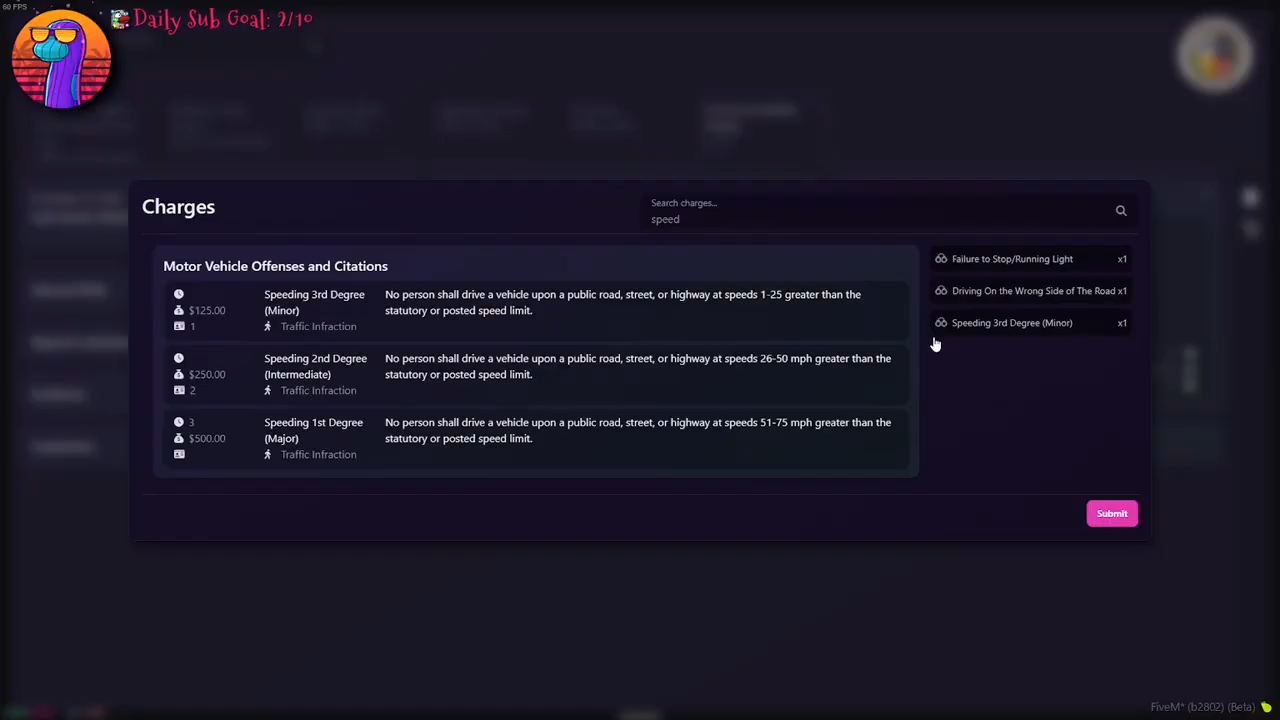 60 FPS
Daily Sub Goal: 2/10
Charges
Search charges...
speed
Motor Vehicle Offenses and Citations
$125.00
1
Speeding 3rd Degree
(Minor)
Traffic Infraction
No person shall drive a vehicle upon a public road, street, or highway at speeds 1-25 greater than the
statutory or posted speed limit.
$250.00
2
Speeding 2nd Degree
(Intermediate)
Traffic Infraction
No person shall drive a vehicle upon a public road, street, or highway at speeds 26-50 mph greater than the
statutory or posted speed limit.
3
$500.00
Speeding 1st Degree
(Major)
Traffic Infraction
No person shall drive a vehicle upon a public road, street, or highway at speeds 51-75 mph greater than the
statutory or posted speed limit.
Failure to Stop/Running Light x1
Driving On the Wrong Side of The Road x1
Speeding 3rd Degree (Minor) x1
Submit
FiveM* (b2802) (Beta)